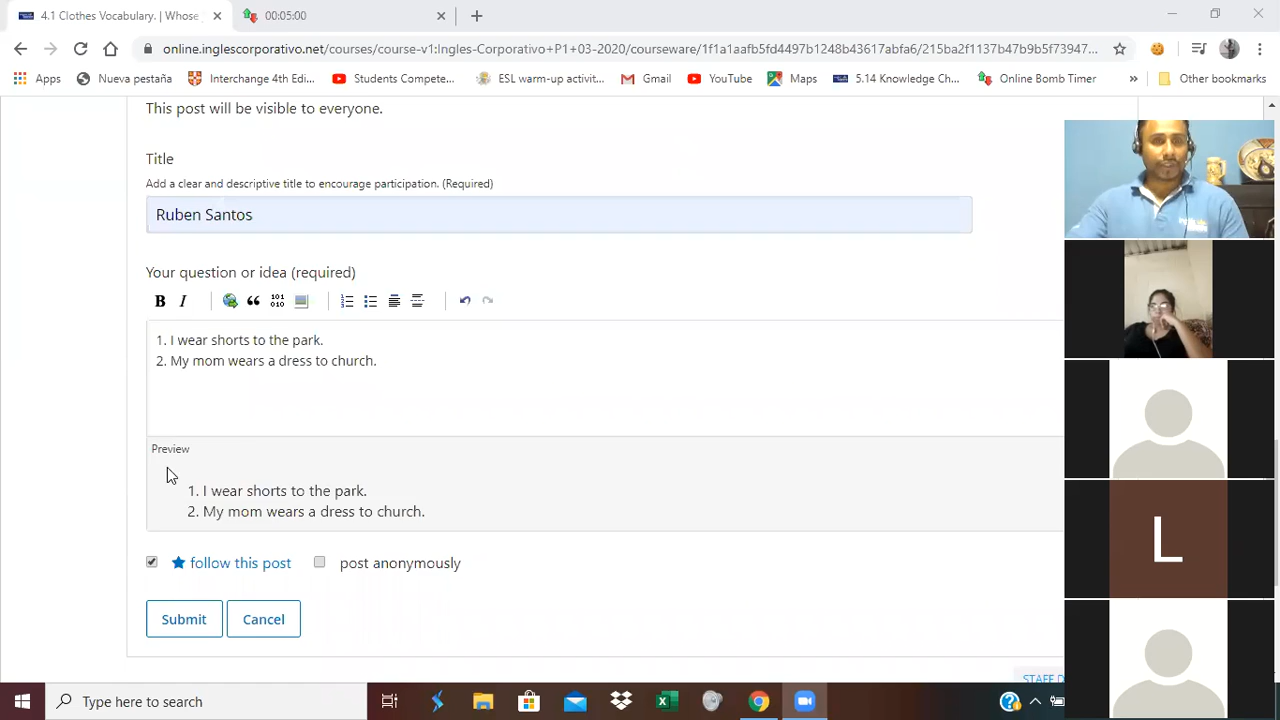 4.1 Clothes Vocabulary. | Whose
00:05:00
online.inglescorporativo.net/courses/course-v1:Ingles-Corporativo+P1+03-2020/courseware/1f1a1aafb5fd4497b1248b43617abfa6/215ba2f1137b47b9b5f73947...
Apps
Nueva pestaña
Interchange 4th Edi...
Students Compete...
ESL warm-up activit...
Gmail
YouTube
Maps
5.14 Knowledge Ch...
Online Bomb Timer
»
Other bookmarks
This post will be visible to everyone.
Title
Add a clear and descriptive title to encourage participation. (Required)
Ruben Santos
Your question or idea (required)
B I
1. I wear shorts to the park.
2. My mom wears a dress to church.
Preview
1. I wear shorts to the park.
2. My mom wears a dress to church.
follow this post
post anonymously
Submit
Cancel
L
STAFF D
Type here to search